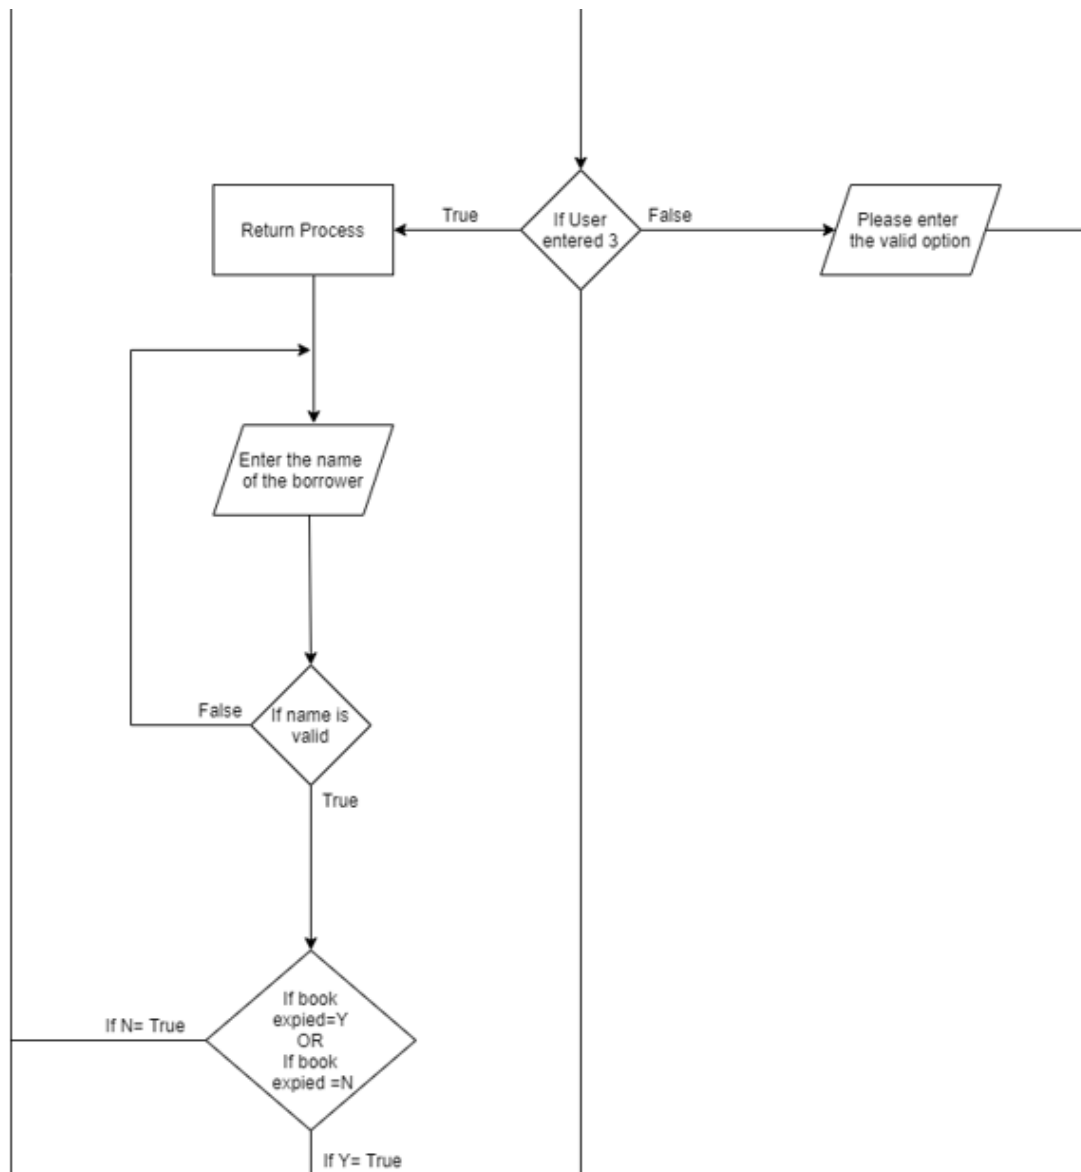 Return Process
True
If User
entered 3
False
Please enter
the valid option
Enter the name
of the borrower
False
If name is
valid
True
If N= True
If book
expied=Y
OR
If book
expied =N
If Y= True